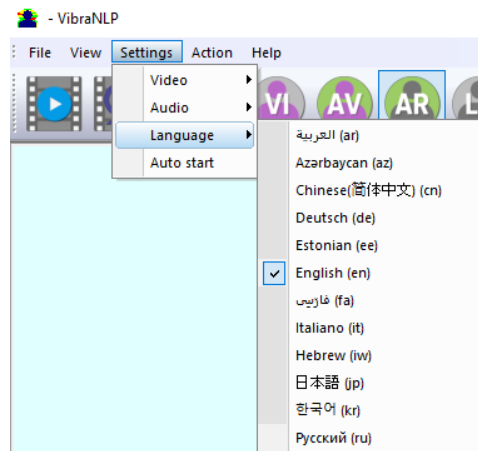 - VibraNLP
File View Settings Action Help
Video
Audio
Language
Auto start
VI AV AR
العربية (ar)
Azərbaycan (az)
Chinese(简体中文) (cn)
Deutsch (de)
Estonian (ee)
English (en)
فارسی (fa)
Italiano (it)
Hebrew (iw)
日本語 (jp)
한국어 (kr)
Русский (ru)